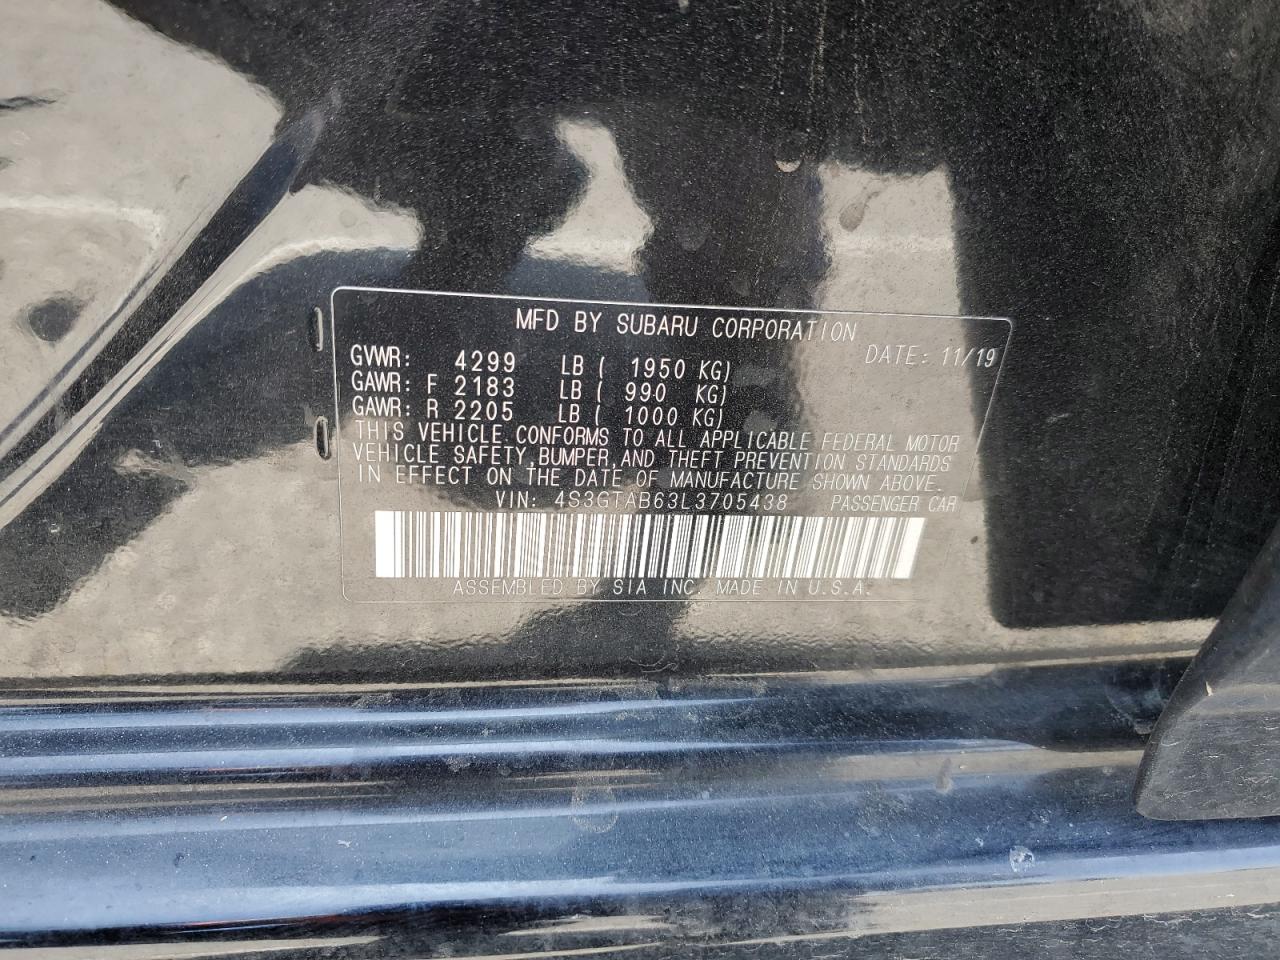 MFD BY SUBARU CORPORATION
DATE: 11/19
GVWR: 4299 LB ( 1950 KG)
GAWR: F 2183 LB ( 990 KG)
GAWR: R 2205 LB ( 1000 KG)
THIS VEHICLE CONFORMS TO ALL APPLICABLE FEDERAL MOTOR
VEHICLE SAFETY, BUMPER, AND THEFT PREVENTION STANDARDS
IN EFFECT ON THE DATE OF MANUFACTURE SHOWN ABOVE.
VIN: 4S3GTAB63L3705438 PASSENGER CAR
ASSEMBLED BY SIA INC. MADE IN U.S.A.